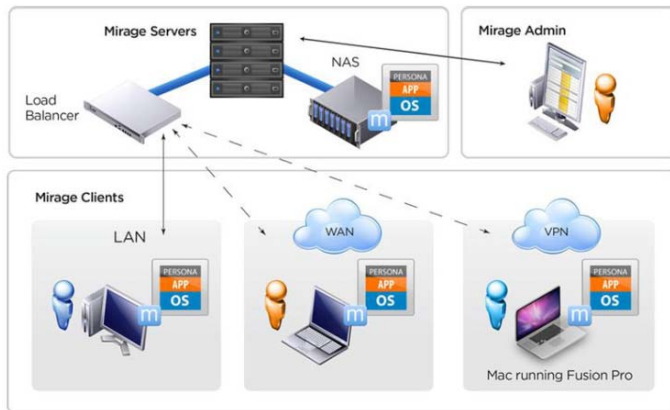 Mirage Servers
NAS
Load
Balancer
PERSONA
APP
OS
m
Mirage Admin
Mirage Clients
LAN
PERSONA
APP
OS
m
WAN
PERSONA
APP
OS
m
VPN
PERSONA
APP
OS
m
Mac running Fusion Pro